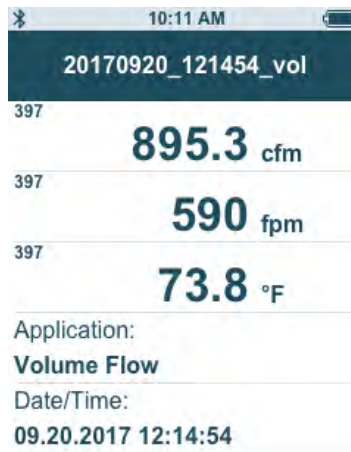 10:11 AM
20170920_121454_vol
397
895.3 cfm
397
590 fpm
397
73.8 °F
Application:
Volume Flow
Date/Time:
09.20.2017 12:14:54